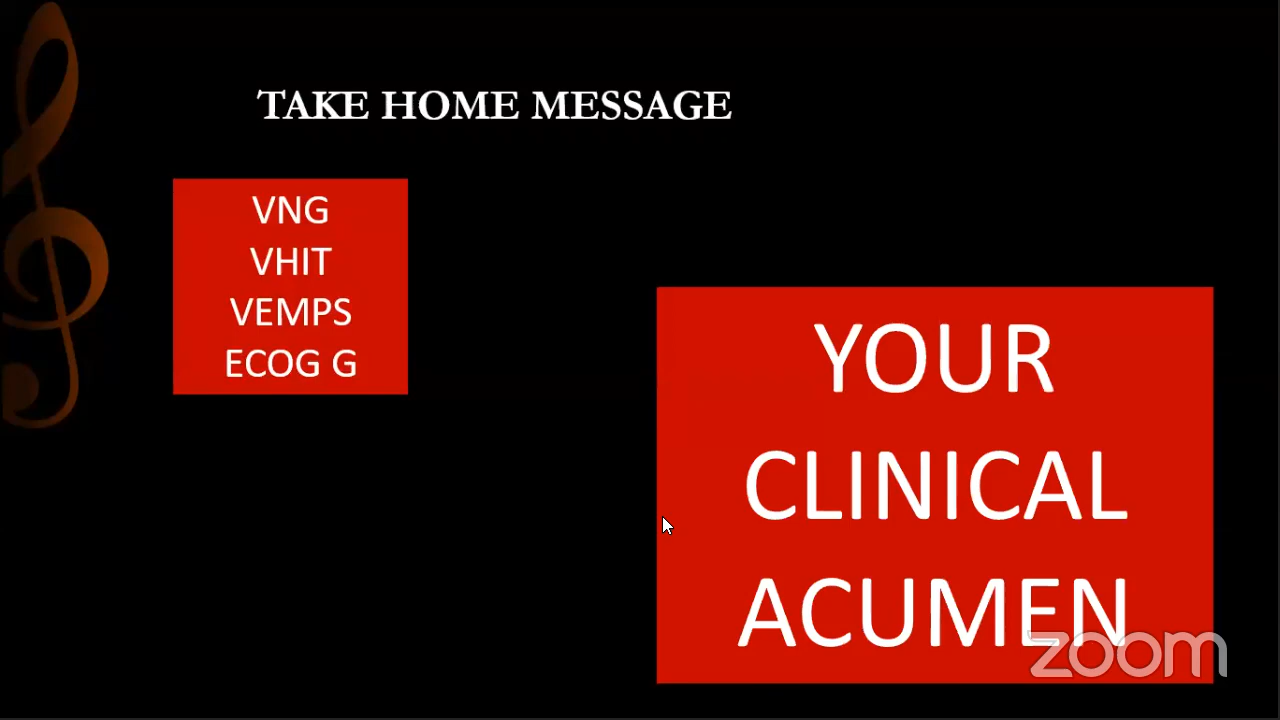 TAKE HOME MESSAGE
VNG
VHIT
VEMPS
ECOG G
YOUR
CLINICAL
ACUMEN
zoom